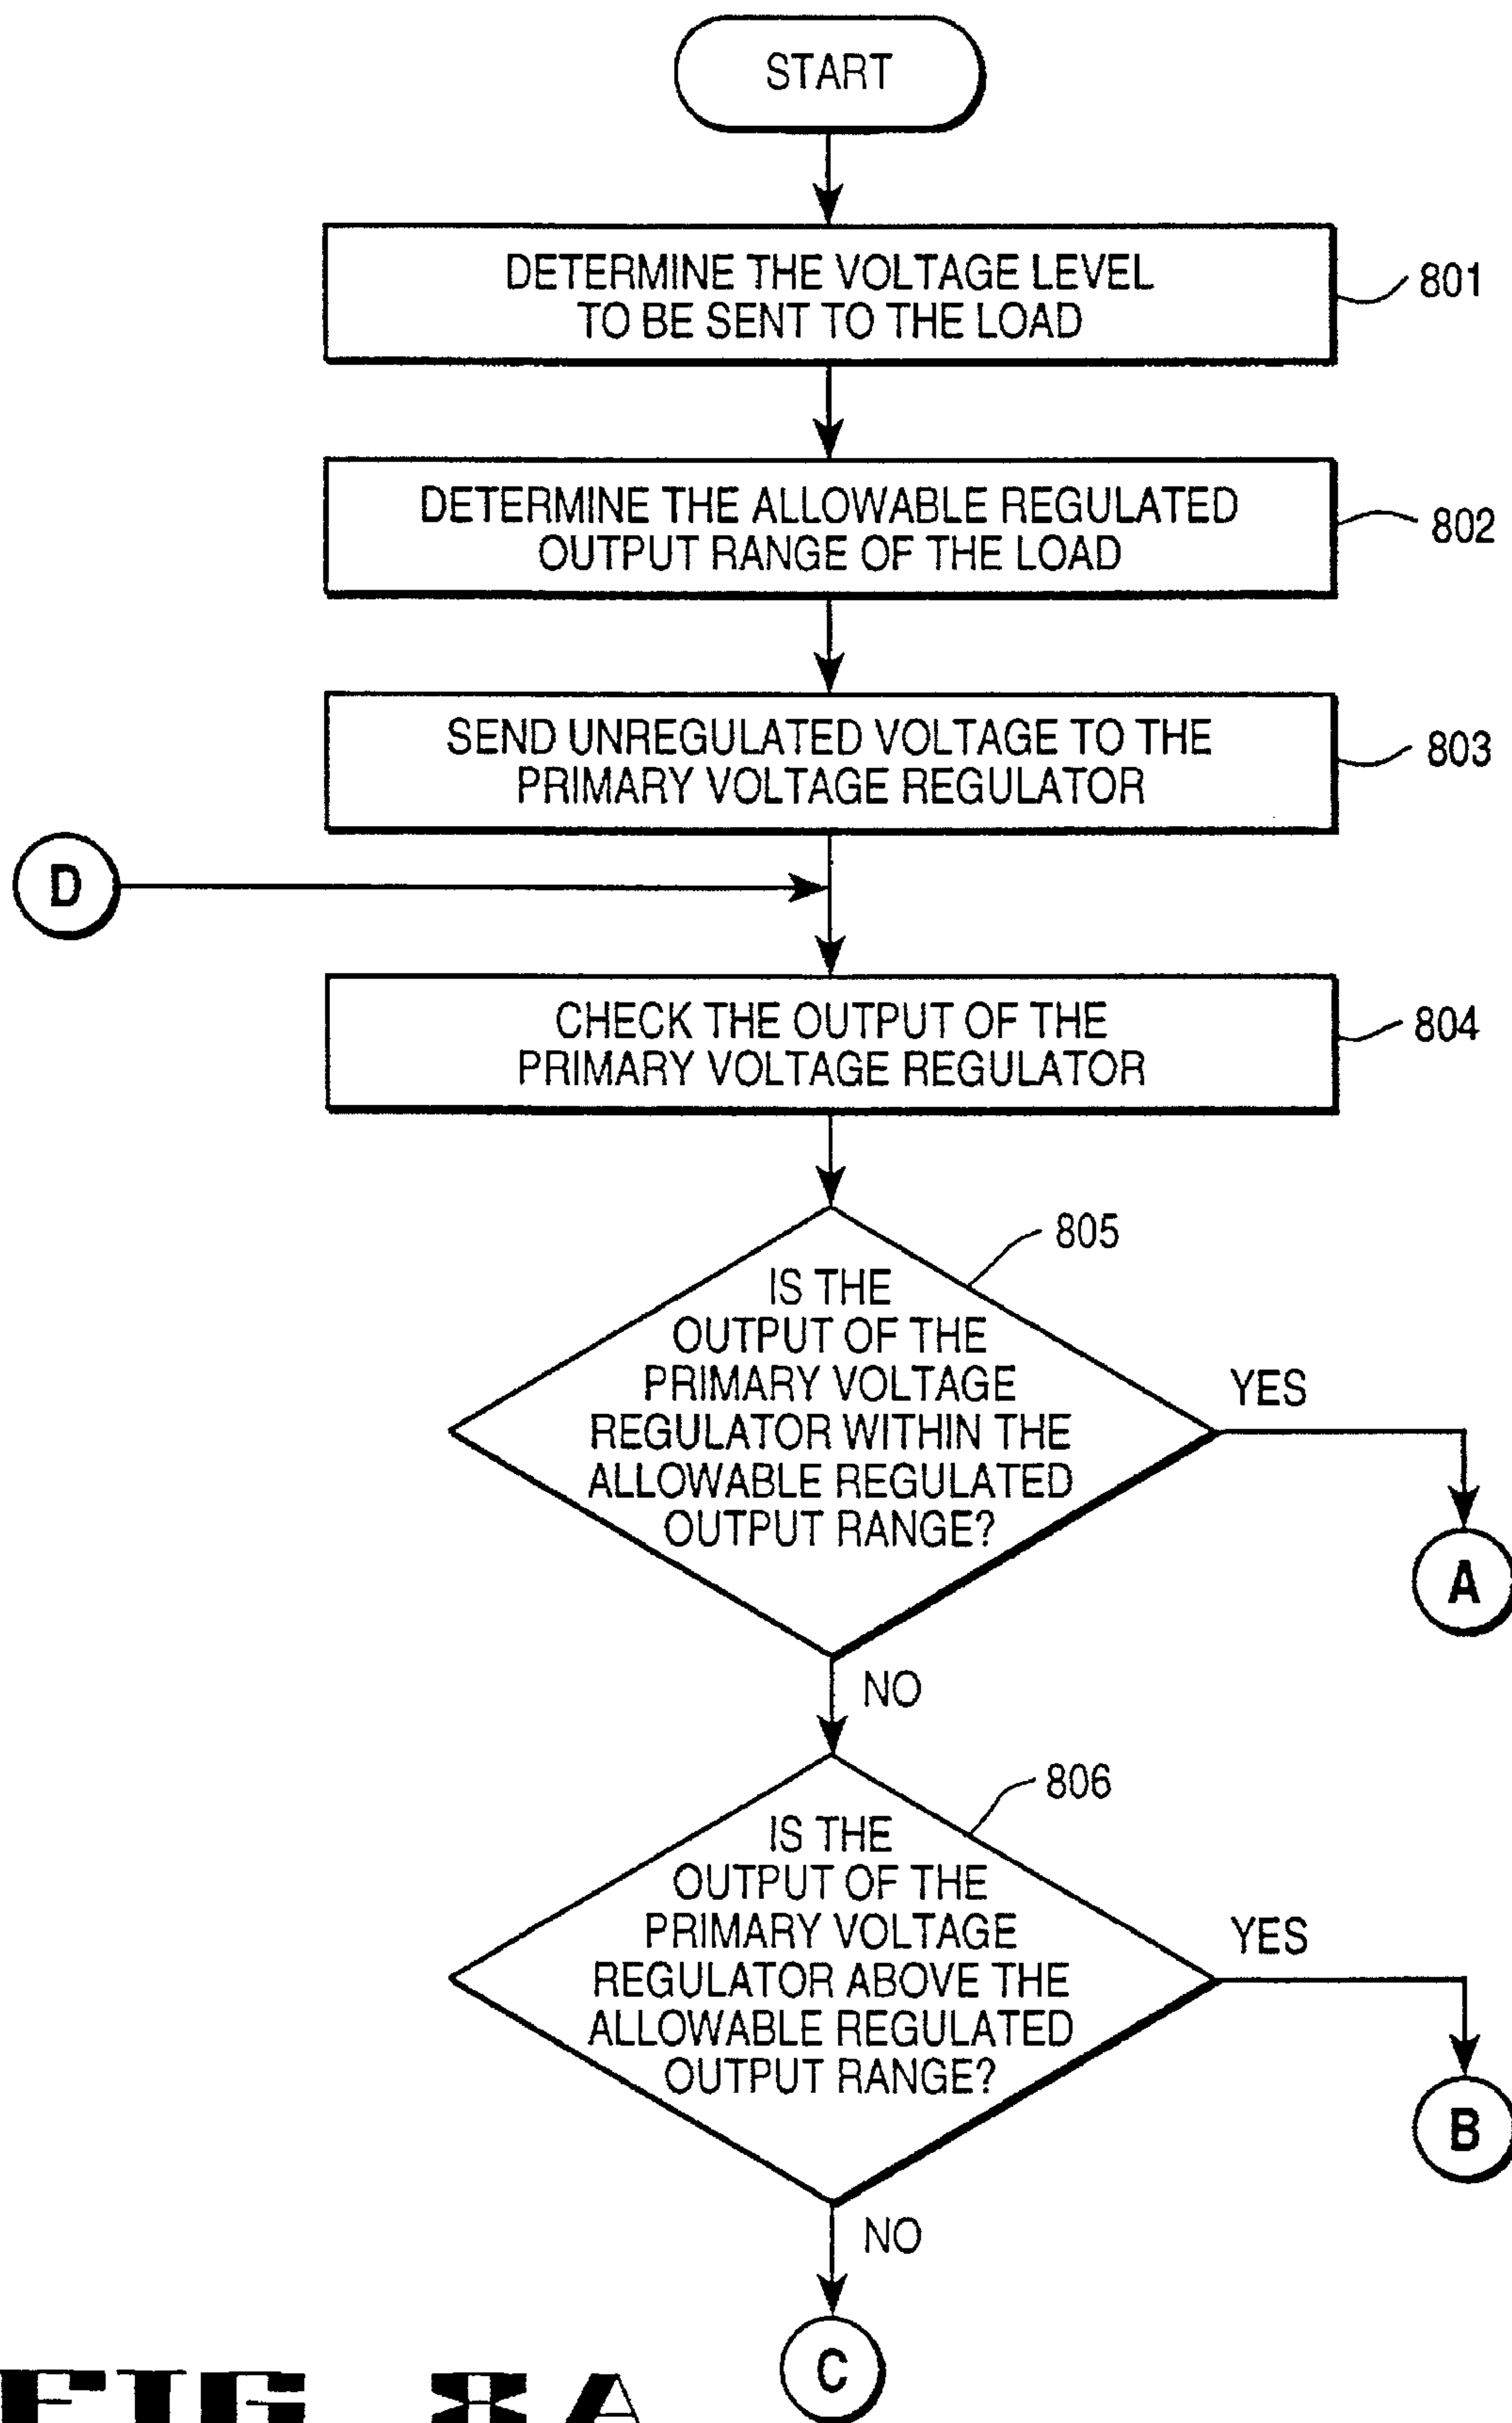 START
DETERMINE THE VOLTAGE LEVEL
TO BE SENT TO THE LOAD
801
DETERMINE THE ALLOWABLE REGULATED
OUTPUT RANGE OF THE LOAD
802
SEND UNREGULATED VOLTAGE TO THE
PRIMARY VOLTAGE REGULATOR
803
D
CHECK THE OUTPUT OF THE
PRIMARY VOLTAGE REGULATOR
804
805
IS THE
OUTPUT OF THE
PRIMARY VOLTAGE
REGULATOR WITHIN THE
ALLOWABLE REGULATED
OUTPUT RANGE?
YES
A
NO
806
IS THE
OUTPUT OF THE
PRIMARY VOLTAGE
REGULATOR ABOVE THE
ALLOWABLE REGULATED
OUTPUT RANGE?
YES
B
NO
C
FIG 8A